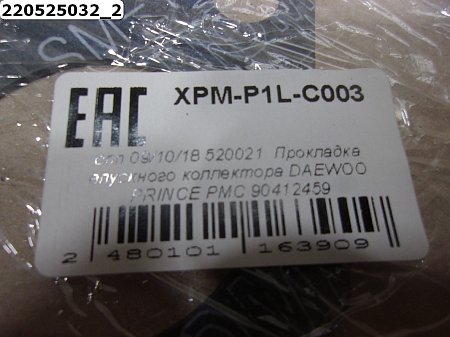 220525032_2
SMK
EAC XPM-P1L-C003
09/10/18 520021 Прокладка
впускного коллектора DAEWOO
PRINCE PMC 90412459
2 480101 163909